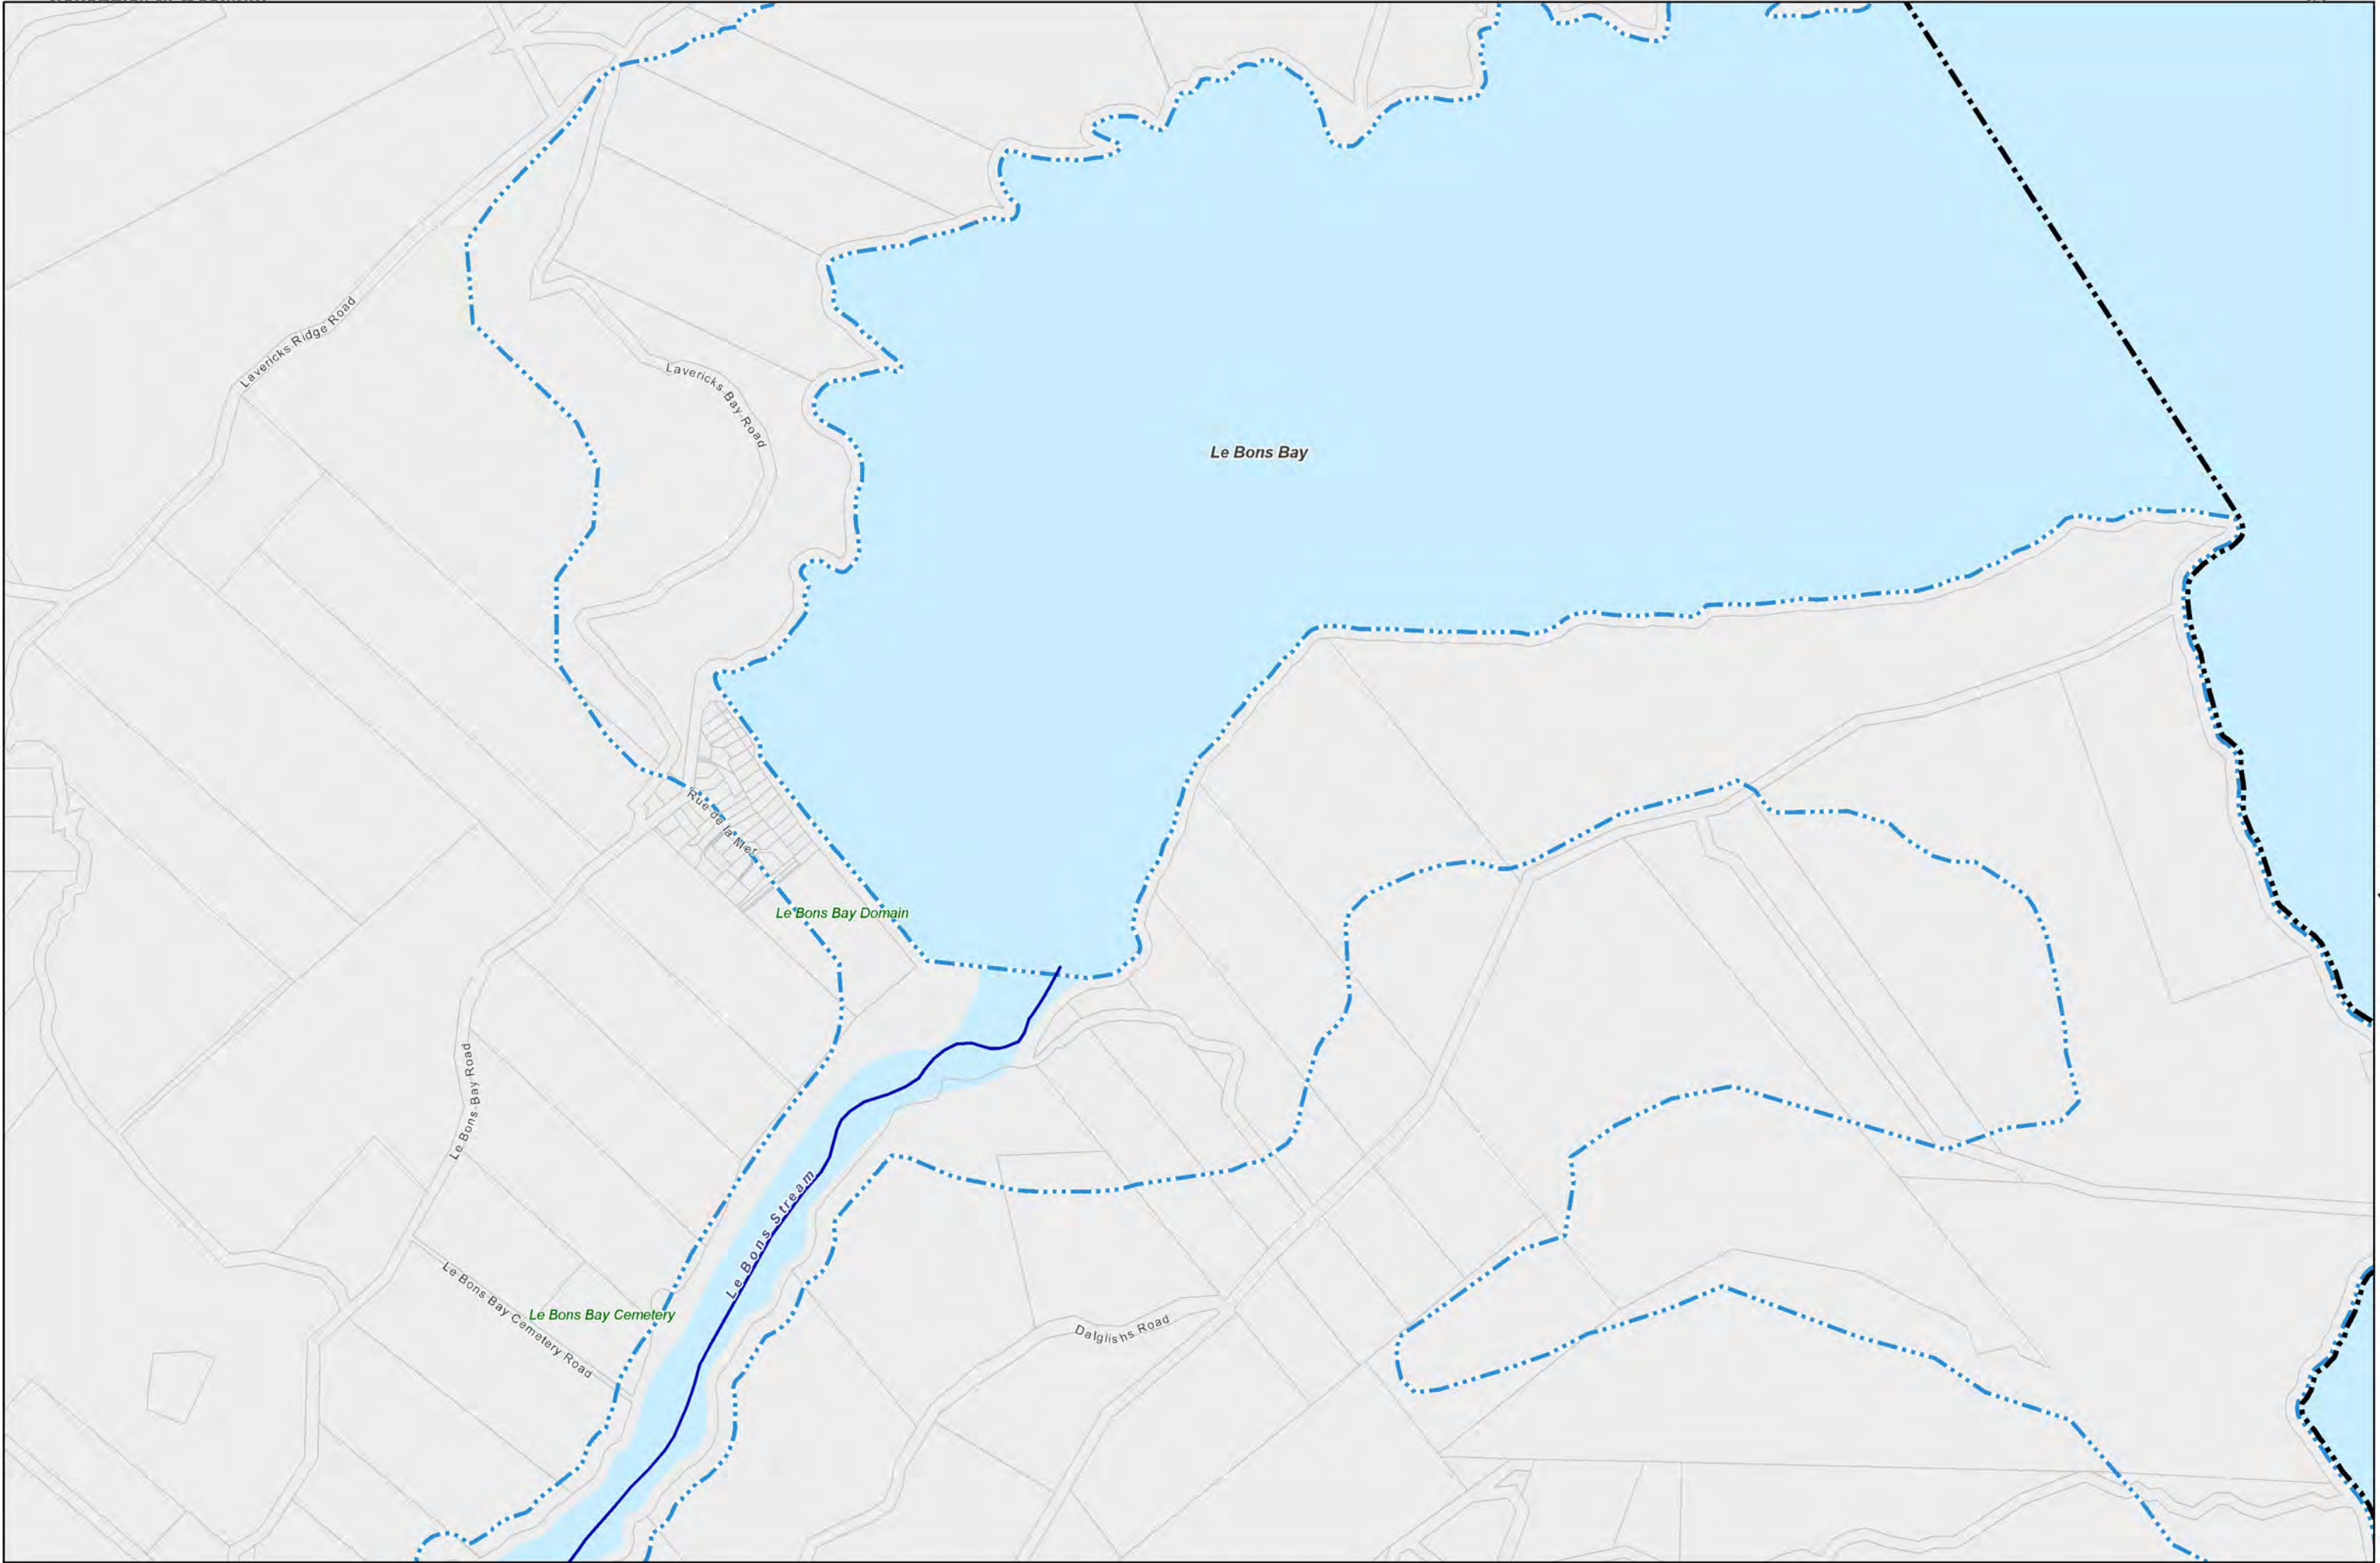 Lavericks Ridge Road
Lavericks Bay Road
Le Bons Bay
Rue de la Mer
Le Bons Bay Domain
Le Bons Bay Road
Le Bons Stream
Le Bons Bay Cemetery Road
Le Bons Bay Cemetery
Dalglishs Road